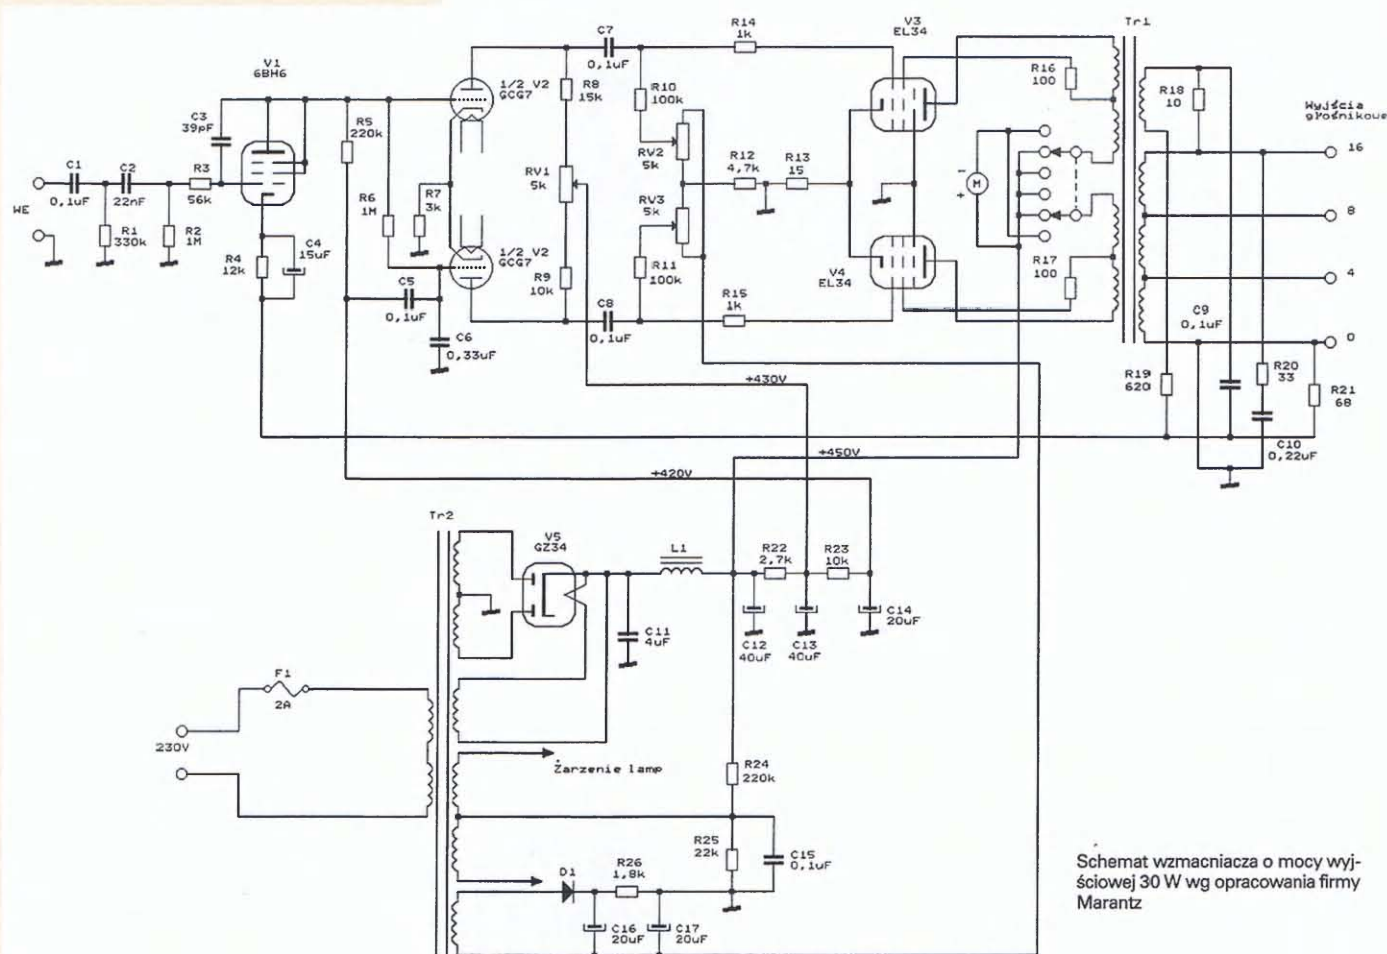 V1
6BH6
C3
39pF
C1
0,1uF
C2
22nF
R3
56k
WE
R1
330k
R2
1M
R4
12k
C4
15uF
R5
220k
R6
1M
R7
3k
1/2 V2
GCG7
1/2 V2
GCG7
C5
0,1uF
C6
0,33uF
C7
0,1uF
R8
15k
RV1
5k
R9
10k
C8
0,1uF
R10
100k
RV2
5k
RV3
5k
R11
100k
R14
1k
R12
4,7k
R13
15
R15
1k
V3
EL34
V4
EL34
- M +
R16
100
R17
100
Tr1
R18
10
Wyjścia
głośnikowe
16
8
4
0
C9
0,1uF
R19
620
R20
33
R21
68
C10
0,22uF
+430V
+450V
+420V
Tr2
V5
GZ34
L1
R22
2,7k
R23
10k
C11
4uF
C12
40uF
C13
40uF
C14
20uF
F1
2A
230V
Żarzenie lamp
R24
220k
R25
22k
C15
0,1uF
D1
R26
1,8k
C16
20uF
C17
20uF
Schemat wzmacniacza o mocy wyj-
ściowej 30 W wg opracowania firmy
Marantz